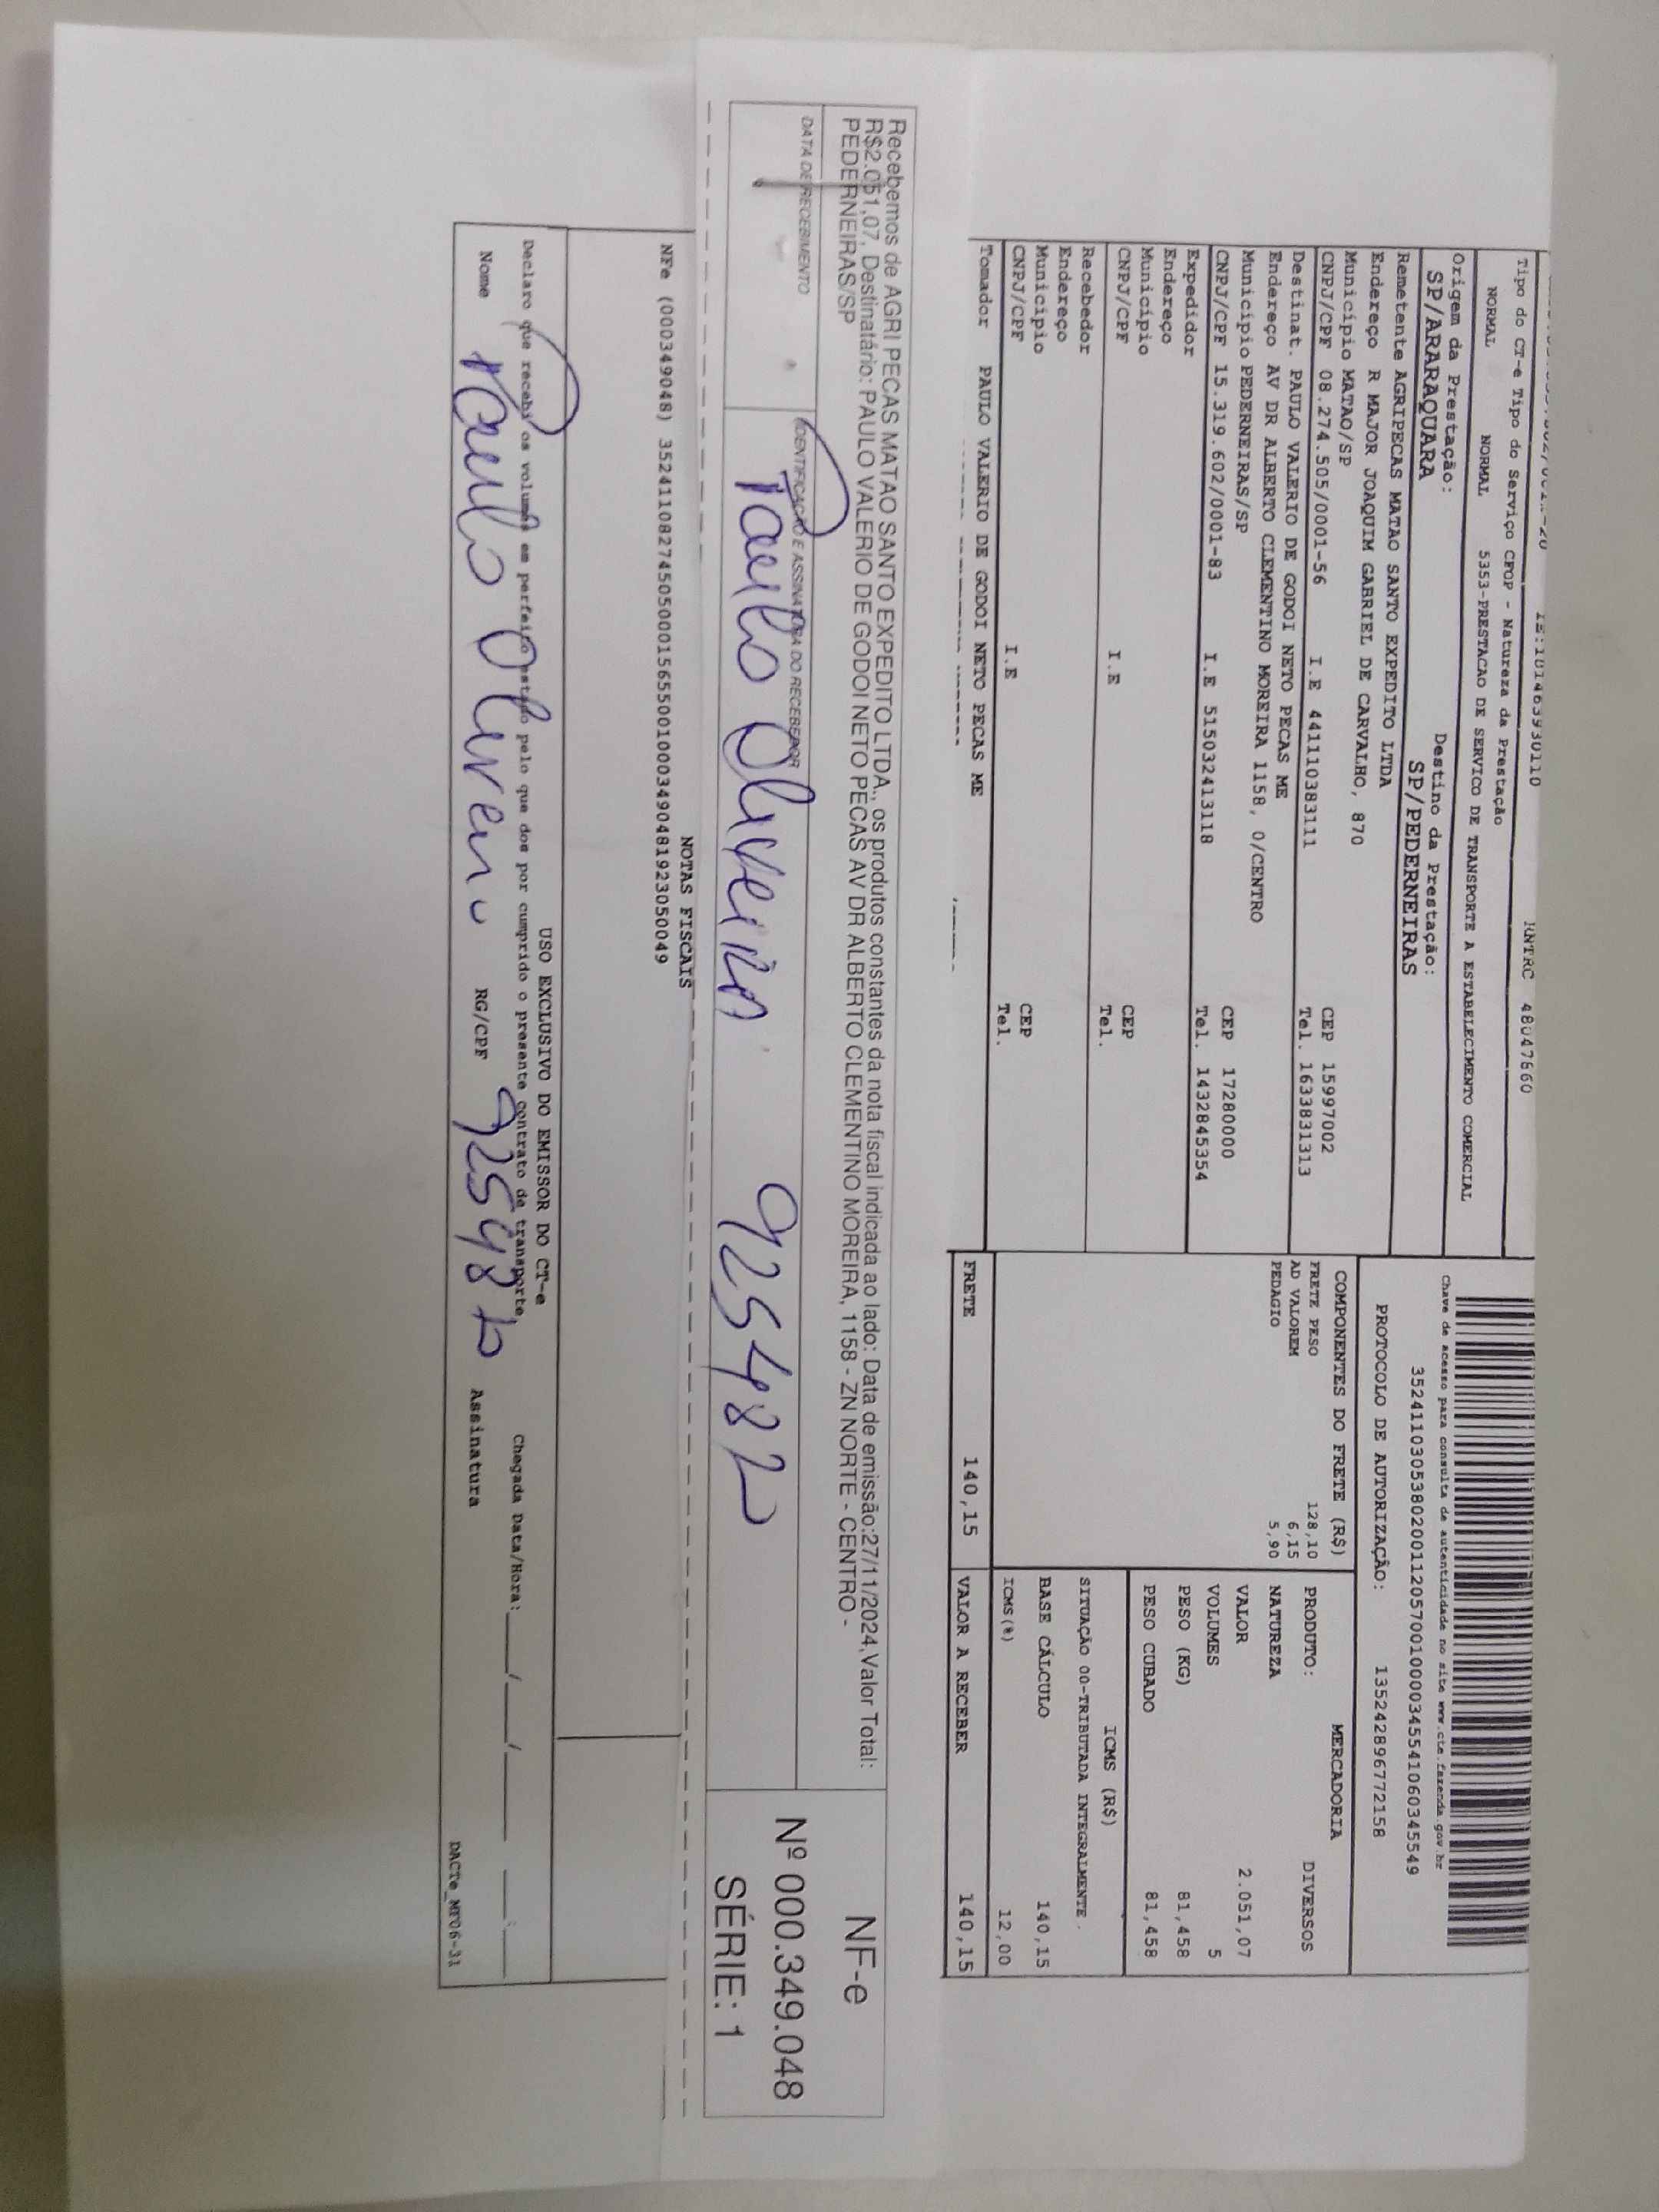 IE:181463930110 RNTRC 48047660
Tipo do CT-e Tipo do Serviço CFOP - Natureza da Prestação
NORMAL NORMAL 5353-PRESTACAO DE SERVICO DE TRANSPORTE A ESTABELECIMENTO COMERCIAL
Origem da Prestação: Destino da Prestação:
SP/ARARAQUARA SP/PEDERNEIRAS
Remetente AGRIPECAS MATAO SANTO EXPEDITO LTDA
Endereço R MAJOR JOAQUIM GABRIEL DE CARVALHO, 870
Município MATAO/SP CEP 15997002
CNPJ/CPF 08.274.505/0001-56 I.E 441110383111 Tel. 1633831313
Destinat. PAULO VALERIO DE GODOI NETO PECAS ME
Endereço AV DR ALBERTO CLEMENTINO MOREIRA 1158, 0/CENTRO
Município PEDERNEIRAS/SP CEP 17280000
CNPJ/CPF 15.319.602/0001-83 I.E 515032413118 Tel. 1432845354
Expedidor
Endereço
Município CEP
CNPJ/CPF I.E Tel.
Recebedor
Endereço
Município CEP
CNPJ/CPF I.E Tel.
Tomador PAULO VALERIO DE GODOI NETO PECAS ME
Chave de acesso para consulta de autenticidade no site www.cte.fazenda.gov.br
35241103053802001120570010000345541060345549
PROTOCOLO DE AUTORIZAÇÃO: 135242896772158
COMPONENTES DO FRETE (R$)
FRETE PESO 128,10
AD VALOREM 6,15
PEDAGIO 5,90
MERCADORIA
PRODUTO: DIVERSOS
NATUREZA
VALOR 2.051,07
VOLUMES 5
PESO (KG) 81,458
PESO CUBADO 81,458
ICMS (R$)
SITUAÇÃO 00-TRIBUTADA INTEGRALMENTE.
BASE CÁLCULO 140,15
ICMS(%) 12,00
FRETE 140,15 VALOR A RECEBER 140,15
Recebemos de AGRI PECAS MATAO SANTO EXPEDITO LTDA., os produtos constantes da nota fiscal indicada ao lado: Data de emissão:27/11/2024,Valor Total:
R$2.051,07, Destinatário: PAULO VALERIO DE GODOI NETO PECAS AV DR ALBERTO CLEMENTINO MOREIRA, 1158 - ZN NORTE - CENTRO -
PEDERNEIRAS/SP
DATA DE RECEBIMENTO IDENTIFICAÇÃO E ASSINATURA DO RECEBEDOR
Paulo Oliveira 925482
NF-e
Nº 000.349.048
SÉRIE: 1
NOTAS FISCAIS
NFe (000349048) 35241108274505000156550010003490481923050049
USO EXCLUSIVO DO EMISSOR DO CT-e
Declaro que recebi os volumes em perfeito estado pelo que dou por cumprido o presente contrato de transporte. Chegada Data/Hora:____/____/____ ___:___
Nome Paulo Oliveira RG/CPF Assinatura
DACTe_MF06-31